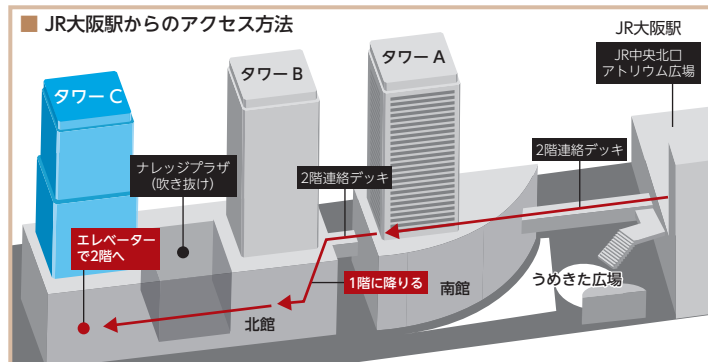 ■ JR大阪駅からのアクセス方法
JR大阪駅
JR中央北口
アトリウム広場
タワー A
タワー B
タワー C
2階連絡デッキ
2階連絡デッキ
ナレッジプラザ
(吹き抜け)
エレベーター
で2階へ
1階に降りる
うめきた広場
南館
北館